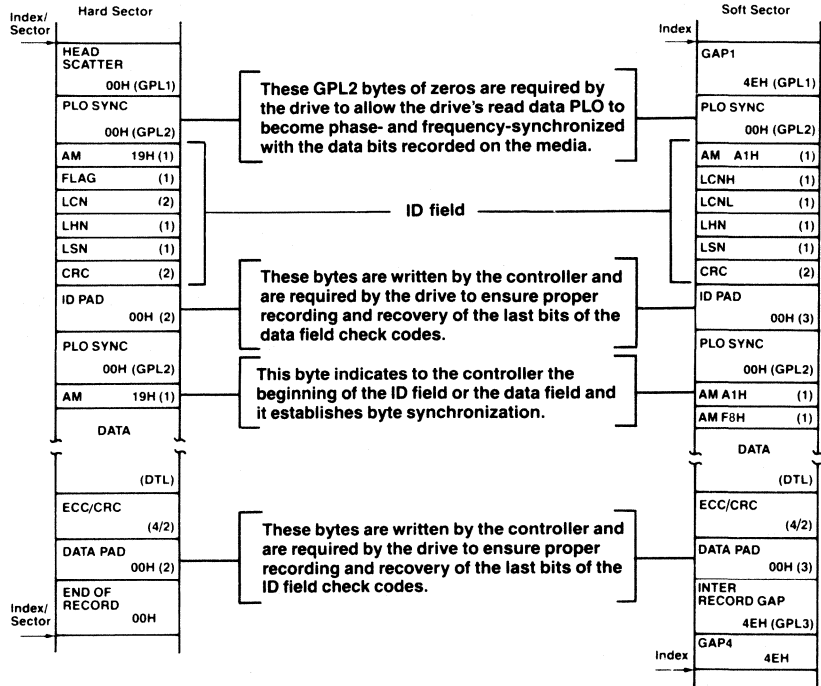 Hard Sector
Index/
Sector
HEAD
SCATTER
00H (GPL1)
PLO SYNC
00H (GPL2)
AM 19H (1)
FLAG (1)
LCN (2)
LHN (1)
LSN (1)
CRC (2)
ID PAD
00H (2)
PLO SYNC
00H (GPL2)
AM 19H (1)
DATA
(DTL)
ECC/CRC
(4/2)
DATA PAD
00H (2)
END OF
RECORD
00H
Index/
Sector
These GPL2 bytes of zeros are required by
the drive to allow the drive's read data PLO to
become phase- and frequency-synchronized
with the data bits recorded on the media.
ID field
These bytes are written by the controller and
are required by the drive to ensure proper
recording and recovery of the last bits of the
data field check codes.
This byte indicates to the controller the
beginning of the ID field or the data field and
it establishes byte synchronization.
These bytes are written by the controller and
are required by the drive to ensure proper
recording and recovery of the last bits of the
ID field check codes.
Soft Sector
Index
GAP1
4EH (GPL1)
PLO SYNC
00H (GPL2)
AM A1H (1)
LCNH (1)
LCNL (1)
LHN (1)
LSN (1)
CRC (2)
ID PAD
00H (3)
PLO SYNC
00H (GPL2)
AM A1H (1)
AM F8H (1)
DATA
(DTL)
ECC/CRC
(4/2)
DATA PAD
00H (3)
INTER
RECORD GAP
4EH (GPL3)
GAP4
4EH
Index